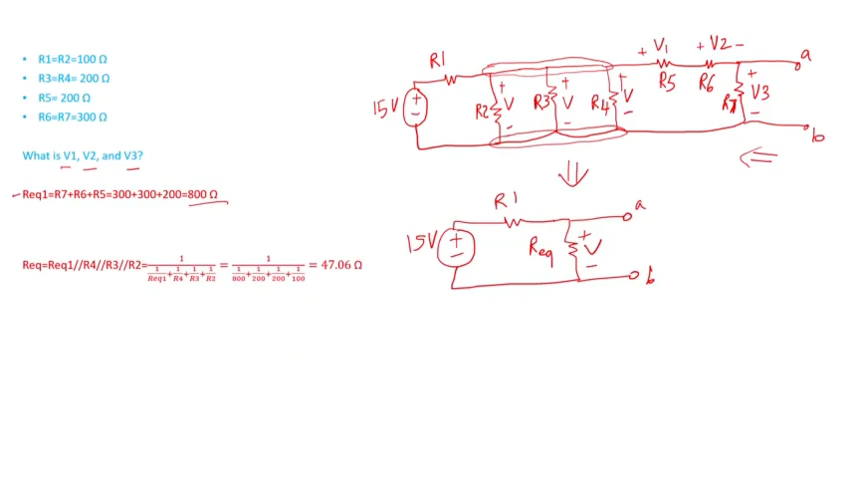 • R1=R2=100 Ω
• R3=R4= 200 Ω
• R5= 200 Ω
• R6=R7=300 Ω
What is V1, V2, and V3?
Req1=R7+R6+R5=300+300+200=800 Ω
Req=Req1//R4//R3//R2= 1/(1/Req1+1/R4+1/R3+1/R2) = 1/(1/800+1/200+1/200+1/100) = 47.06 Ω
R1
+ V1
+ V2 −
a
15V
+
−
R2
+
V
−
R3
+
V
−
R4
+
V
−
R5
R6
R7
+
V3
−
b
⇐
⇓
R1
a
15V
+
−
Req
+
V
−
b